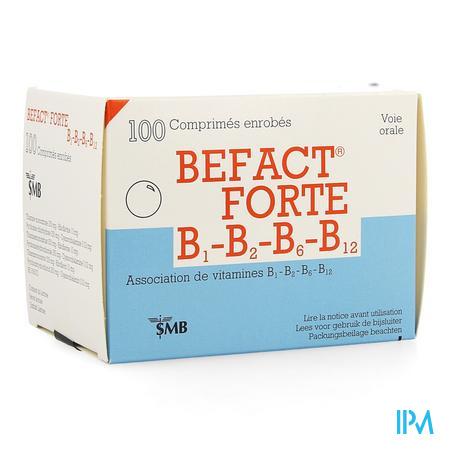 BEFACT® FORTE
B1-B2-B6-B12
100 Comprimés enrobés
SMB
100 Comprimés enrobés
Voie
orale
BEFACT®
FORTE
B1-B2-B6-B12
Association de vitamines B1-B2-B6-B12
SMB
Lire la notice avant utilisation
Lees voor gebruik de bijsluiter
Packungsbeilage beachten
IPM